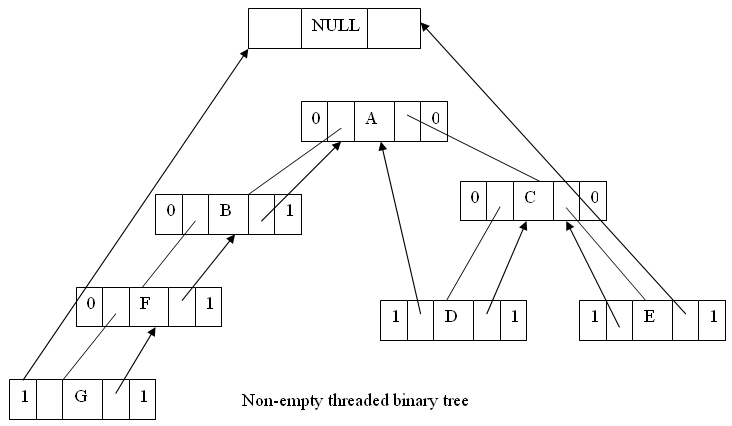 NULL
0 A 0
0 B 1
0 C 0
0 F 1
1 D 1
1 E 1
1 G 1
Non-empty threaded binary tree